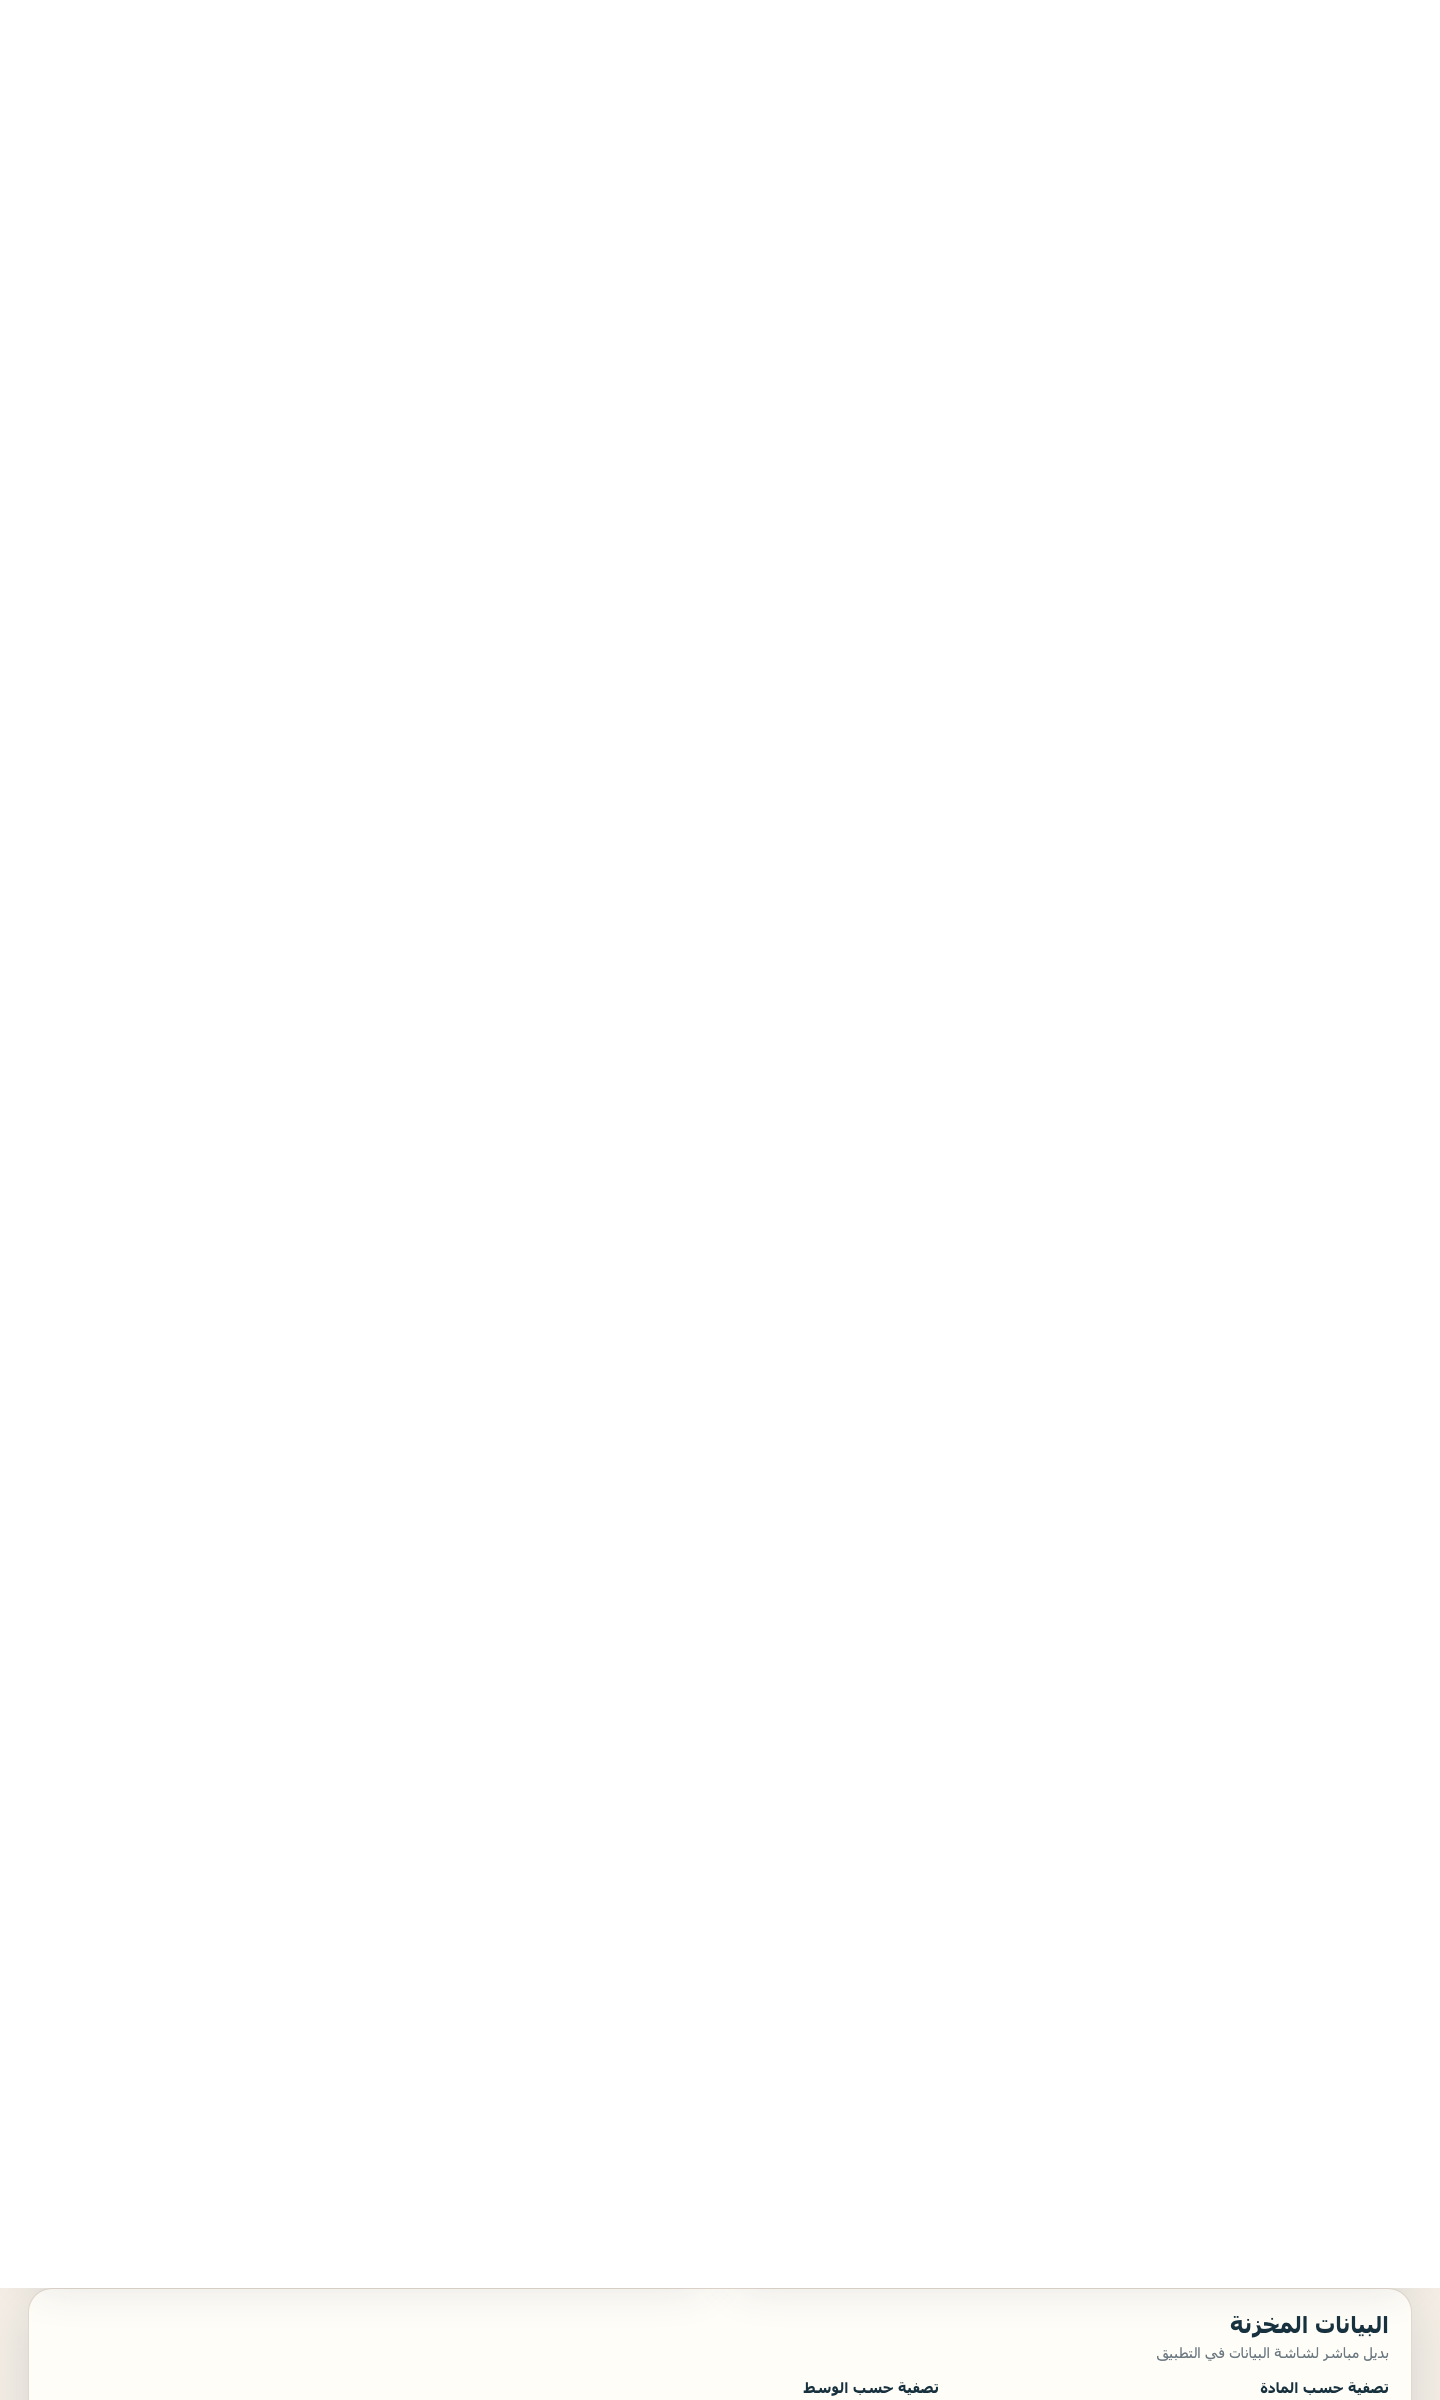 البيانات المخزنة
بديل مباشر لشاشة البيانات في التطبيق
تصفية حسب المادة
تصفية حسب الوسط